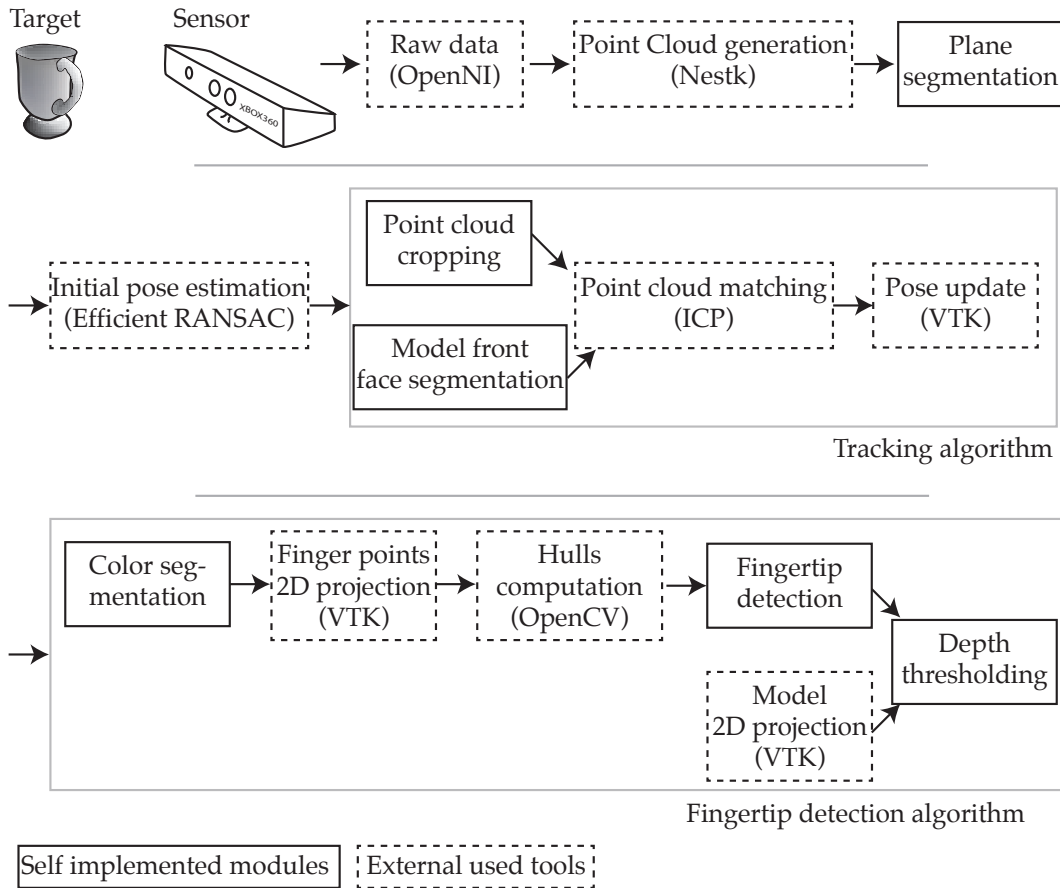 Target
Sensor
XBOX360
Raw data
(OpenNI)
Point Cloud generation
(Nestk)
Plane
segmentation
Initial pose estimation
(Efficient RANSAC)
Point cloud
cropping
Model front
face segmentation
Point cloud matching
(ICP)
Pose update
(VTK)
Tracking algorithm
Color seg-
mentation
Finger points
2D projection
(VTK)
Hulls
computation
(OpenCV)
Fingertip
detection
Model
2D projection
(VTK)
Depth
thresholding
Fingertip detection algorithm
Self implemented modules
External used tools